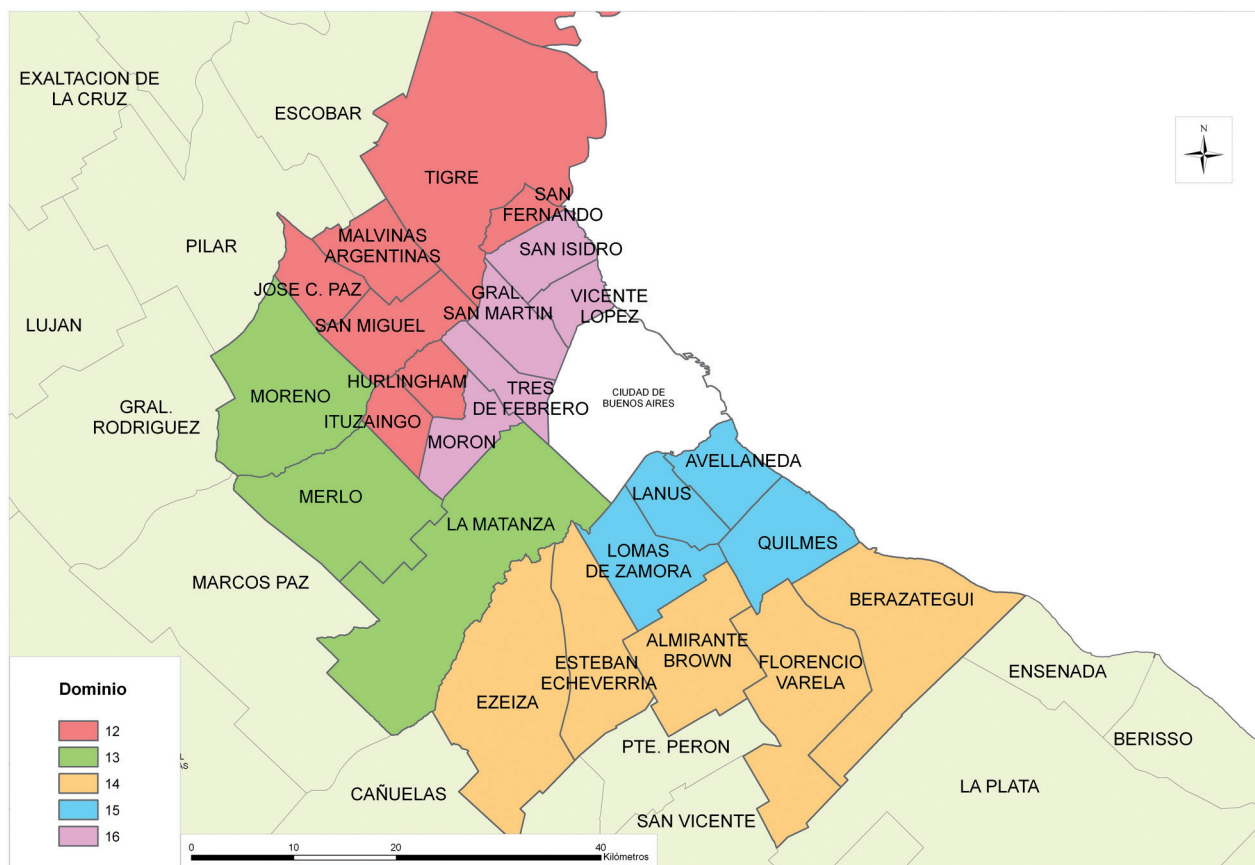 EXALTACION DE
LA CRUZ
ESCOBAR
N
TIGRE
SAN
FERNANDO
PILAR
MALVINAS
ARGENTINAS
SAN ISIDRO
JOSE C. PAZ
GRAL.
SAN MARTIN
VICENTE
LOPEZ
LUJAN
SAN MIGUEL
HURLINGHAM
MORENO
TRES
DE FEBRERO
CIUDAD DE
BUENOS AIRES
GRAL.
RODRIGUEZ
ITUZAINGO
MORON
AVELLANEDA
MERLO
LANUS
LA MATANZA
QUILMES
LOMAS
DE ZAMORA
MARCOS PAZ
BERAZATEGUI
ALMIRANTE
BROWN
ESTEBAN
ECHEVERRIA
FLORENCIO
VARELA
ENSENADA
EZEIZA
BERISSO
PTE. PERON
LA PLATA
CAÑUELAS
SAN VICENTE
Dominio
12
13
14
15
16
0
10
20
40
Kilómetros